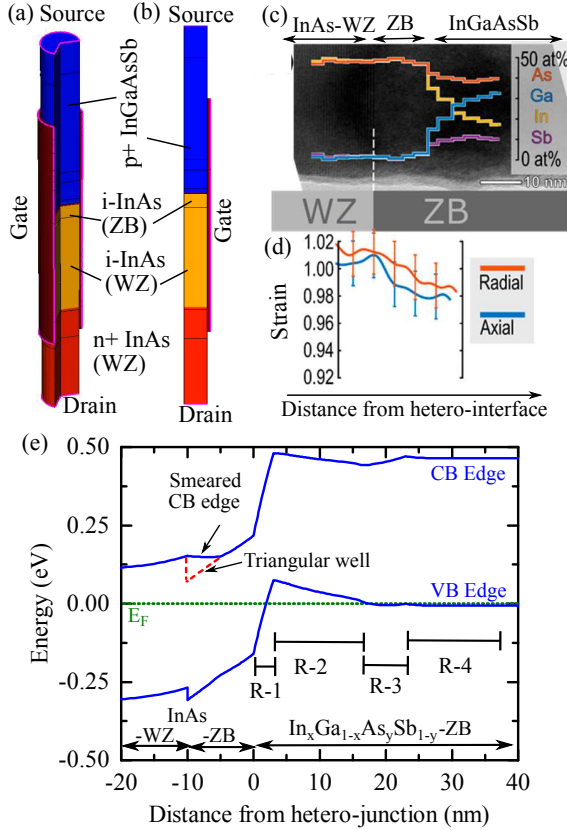 (a) Source
(b) Source
Gate
p+ InGaAsSb
i-InAs
(ZB)
i-InAs
(WZ)
n+ InAs
(WZ)
Gate
Drain
Drain
(c) InAs-WZ ZB InGaAsSb
50 at%
As
Ga
In
Sb
0 at%
10 nm
WZ ZB
(d)
Strain
1.02
1.00
0.98
0.96
0.94
0.92
Radial
Axial
Distance from hetero-interface
(e)
Energy (eV)
0.50
0.25
0.00
-0.25
-0.50
Smeared
CB edge
CB Edge
Triangular well
VB Edge
E_F
R-1 R-2 R-3 R-4
InAs
-WZ -ZB In_xGa_{1-x}As_ySb_{1-y}-ZB
-20 -10 0 10 20 30 40
Distance from hetero-junction (nm)